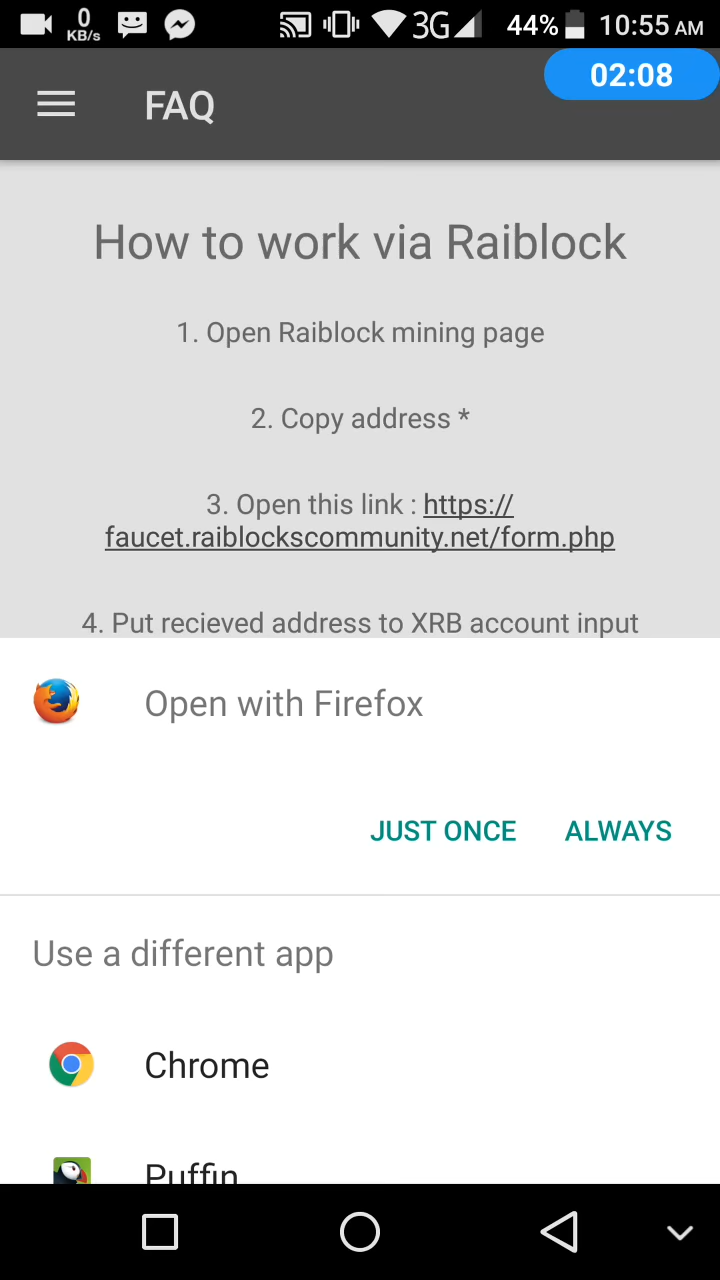 0
KB/s
3G
44%
10:55 AM
02:08
FAQ
How to work via Raiblock
1. Open Raiblock mining page
2. Copy address *
3. Open this link : https://
faucet.raiblockscommunity.net/form.php
4. Put recieved address to XRB account input
Open with Firefox
JUST ONCE
ALWAYS
Use a different app
Chrome
Puffin